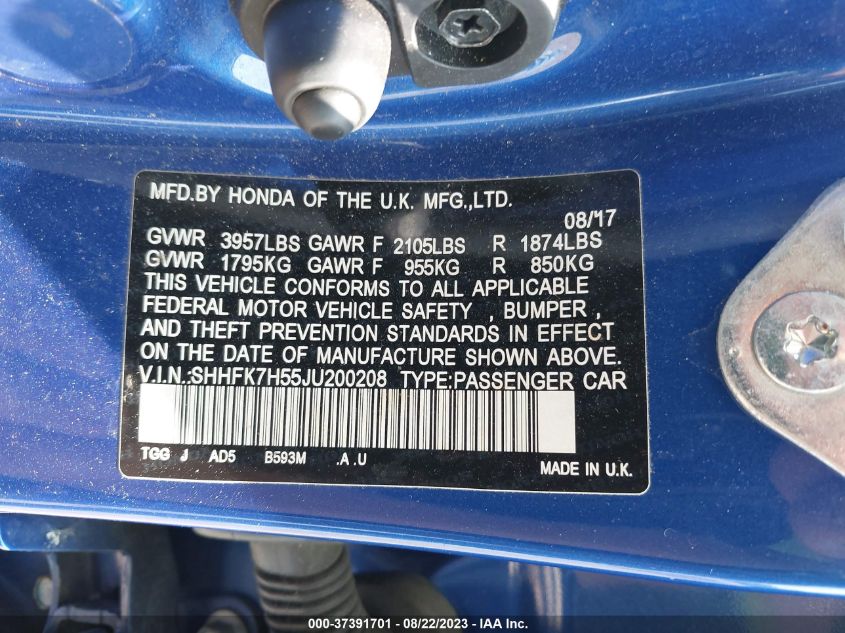 MFD.BY HONDA OF THE U.K. MFG.,LTD.
08/17
GVWR 3957LBS GAWR F 2105LBS R 1874LBS
GVWR 1795KG GAWR F 955KG R 850KG
THIS VEHICLE CONFORMS TO ALL APPLICABLE
FEDERAL MOTOR VEHICLE SAFETY , BUMPER ,
AND THEFT PREVENTION STANDARDS IN EFFECT
ON THE DATE OF MANUFACTURE SHOWN ABOVE.
V.I.N.:SHHFK7H55JU200208 TYPE:PASSENGER CAR
TGG J AD5 B593M .A .U
MADE IN U.K.
000-37391701 - 08/22/2023 - IAAI.com